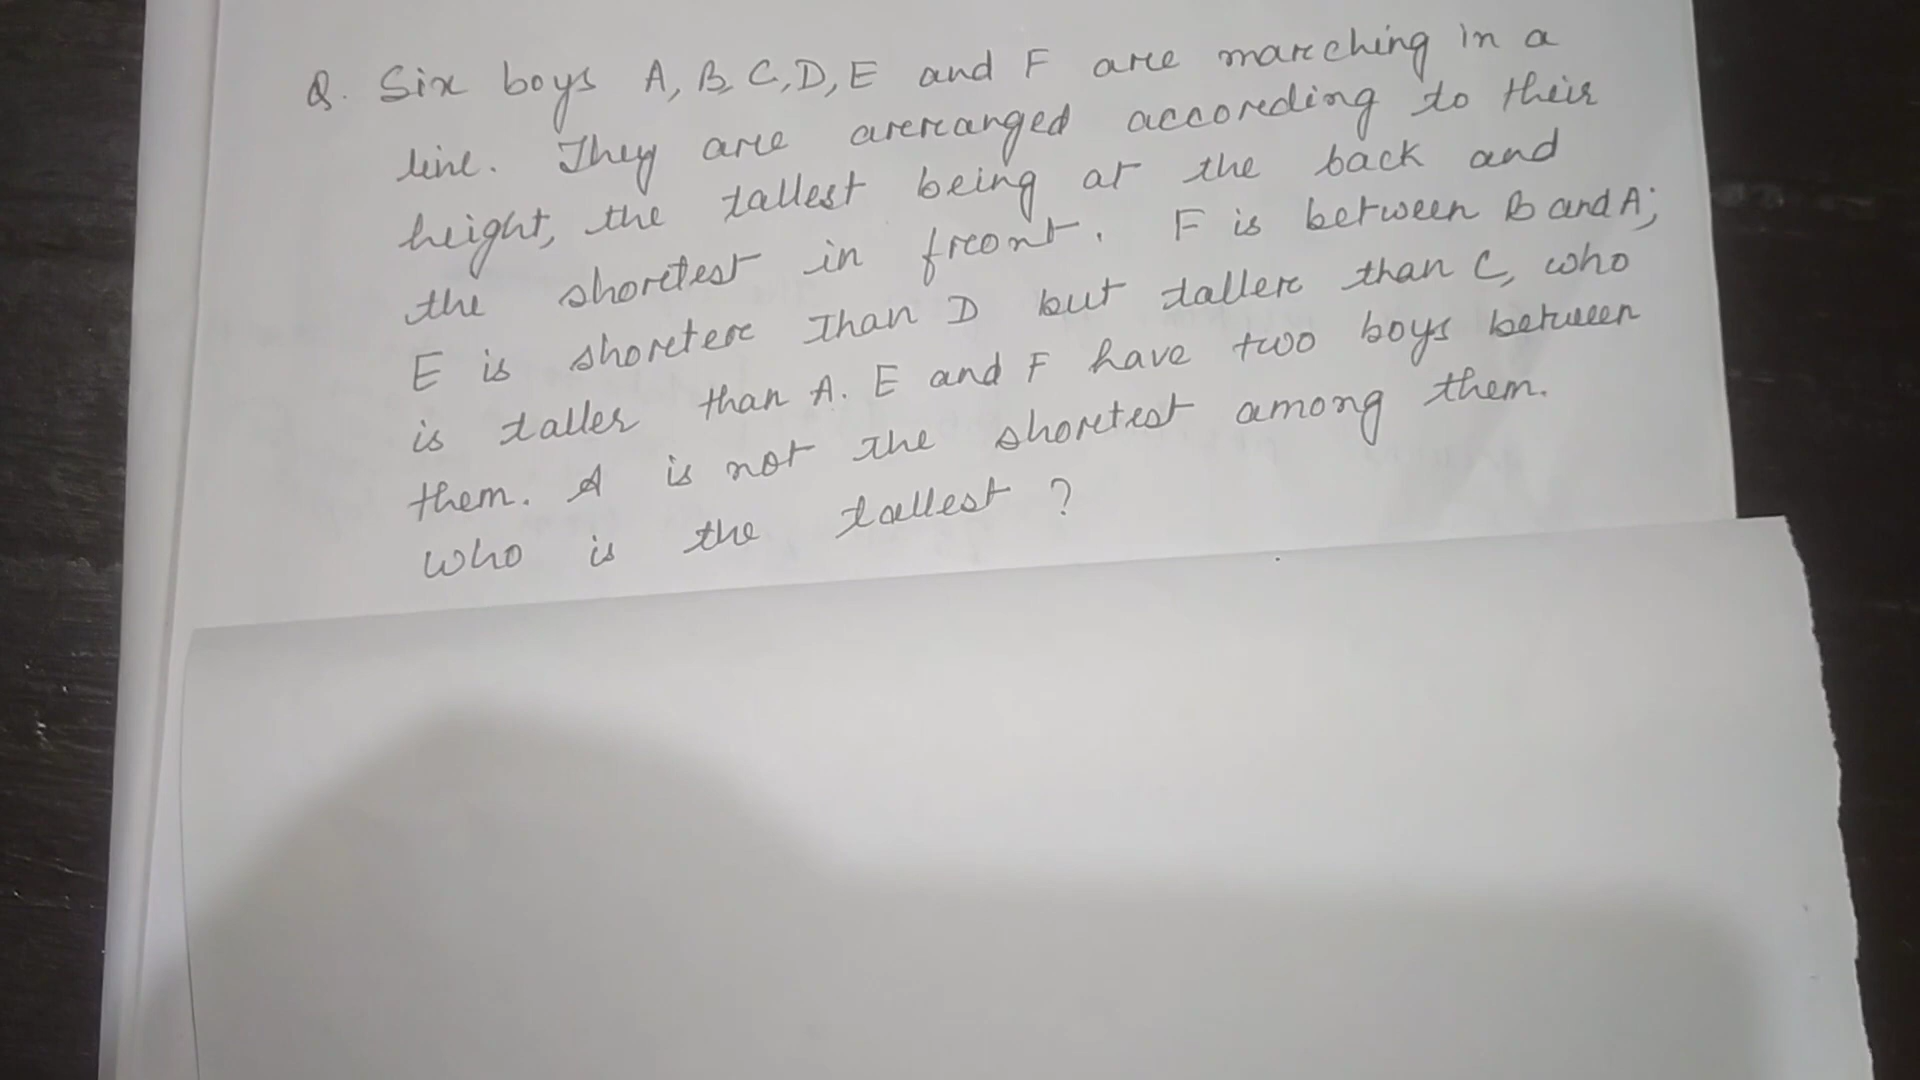 Q. Six boys A, B, C, D, E and F are marching in a
line. They are arranged according to their
height, the tallest being at the back and
the shortest in front. F is between B and A;
E is shorter Than D but taller than C, who
is taller than A. E and F have two boys between
them. A is not the shortest among them.
Who is the tallest ?